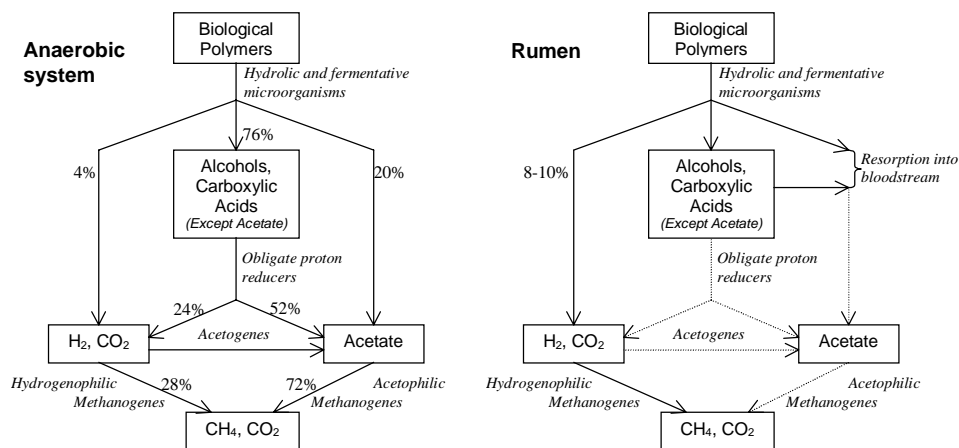 Anaerobic
system
Biological
Polymers
Hydrolic and fermentative
microorganisms
76%
4%
Alcohols,
Carboxylic
Acids
(Except Acetate)
20%
Obligate proton
reducers
24%
52%
H2, CO2
Acetogenes
Acetate
Hydrogenophilic
Methanogenes
28%
72%
Acetophilic
Methanogenes
CH4, CO2
Rumen
Biological
Polymers
Hydrolic and fermentative
microorganisms
8-10%
Alcohols,
Carboxylic
Acids
(Except Acetate)
Resorption into
bloodstream
Obligate proton
reducers
H2, CO2
Acetogenes
Acetate
Hydrogenophilic
Methanogenes
Acetophilic
Methanogenes
CH4, CO2